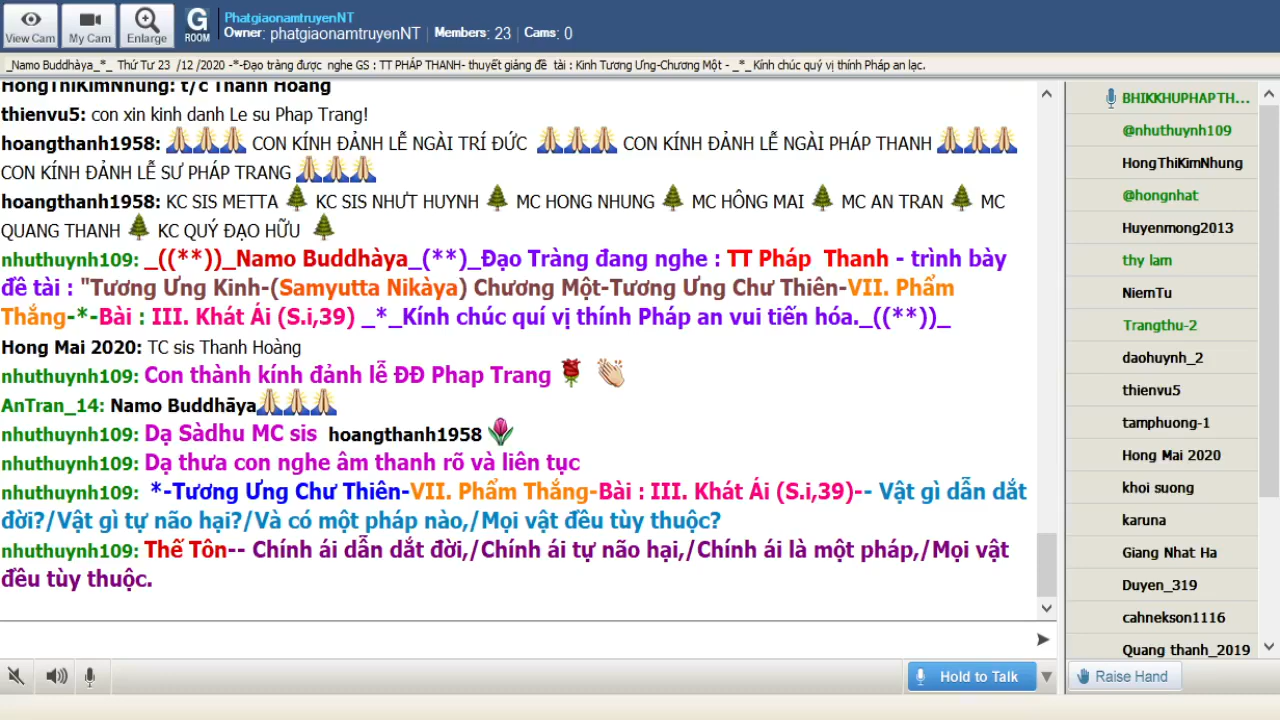 View Cam
My Cam
Enlarge
G ROOM
PhatgiaonamtruyenNT
Owner: phatgiaonamtruyenNT | Members: 23 | Cams: 0
_Namo Buddhàya_*_ Thứ Tư 23 /12 /2020 -*-Đạo tràng được nghe GS : TT PHÁP THANH- thuyết giảng đề tài : Kinh Tương Ưng-Chương Một - _*_Kính chúc quý vị thính Pháp an lạc.
HongThiKimNhung: t/c Thanh Hoang
thienvu5: con xin kinh danh Le su Phap Trang!
hoangthanh1958: 🙏🙏🙏 CON KÍNH ĐẢNH LỄ NGÀI TRÍ ĐỨC 🙏🙏🙏 CON KÍNH ĐẢNH LỄ NGÀI PHÁP THANH 🙏🙏🙏
CON KÍNH ĐẢNH LỄ SƯ PHÁP TRANG 🙏🙏🙏
hoangthanh1958: KC SIS METTA 🌲 KC SIS NHƯT HUYNH 🌲 MC HONG NHUNG 🌲 MC HÔNG MAI 🌲 MC AN TRAN 🌲 MC
QUANG THANH 🌲 KC QUÝ ĐẠO HỮU 🌲
nhuthuynh109: _((**))_Namo Buddhàya_(**)_Đạo Tràng đang nghe : TT Pháp Thanh - trình bày
đề tài : "Tương Ưng Kinh-(Samyutta Nikàya) Chương Một-Tương Ưng Chư Thiên-VII. Phẩm
Thắng-*-Bài : III. Khát Ái (S.i,39) _*_Kính chúc quí vị thính Pháp an vui tiến hóa._((**))_
Hong Mai 2020: TC sis Thanh Hoàng
nhuthuynh109: Con thành kính đảnh lễ ĐĐ Phap Trang 🌹 👏
AnTran_14: Namo Buddhāya🙏🙏🙏
nhuthuynh109: Dạ Sàdhu MC sis hoangthanh1958 🌷
nhuthuynh109: Dạ thưa con nghe âm thanh rõ và liên tục
nhuthuynh109: *-Tương Ưng Chư Thiên-VII. Phẩm Thắng-Bài : III. Khát Ái (S.i,39)-- Vật gì dẫn dắt
đời?/Vật gì tự não hại?/Và có một pháp nào,/Mọi vật đều tùy thuộc?
nhuthuynh109: Thế Tôn-- Chính ái dẫn dắt đời,/Chính ái tự não hại,/Chính ái là một pháp,/Mọi vật
đều tùy thuộc.
BHIKKHUPHAPTH...
@nhuthuynh109
HongThiKimNhung
@hongnhat
Huyenmong2013
thy lam
NiemTu
Trangthu-2
daohuynh_2
thienvu5
tamphuong-1
Hong Mai 2020
khoi suong
karuna
Giang Nhat Ha
Duyen_319
cahnekson1116
Quang thanh_2019
Hold to Talk
Raise Hand